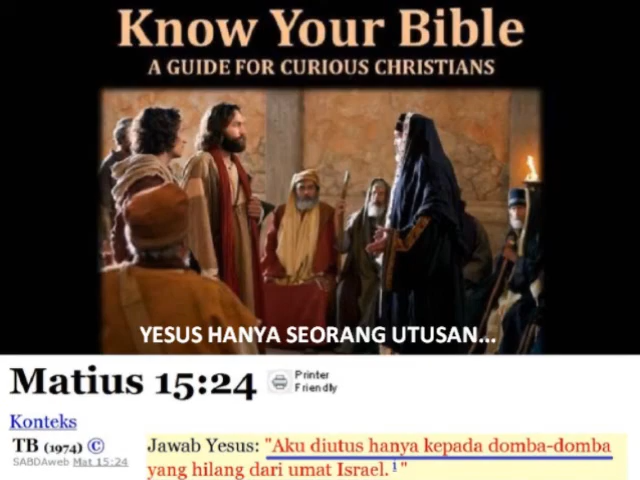 Know Your Bible
A GUIDE FOR CURIOUS CHRISTIANS
YESUS HANYA SEORANG UTUSAN...
Matius 15:24
Printer
Friendly
Konteks
TB (1974) ©
SABDAweb Mat 15:24
Jawab Yesus: "Aku diutus hanya kepada domba-domba
yang hilang dari umat Israel. i "